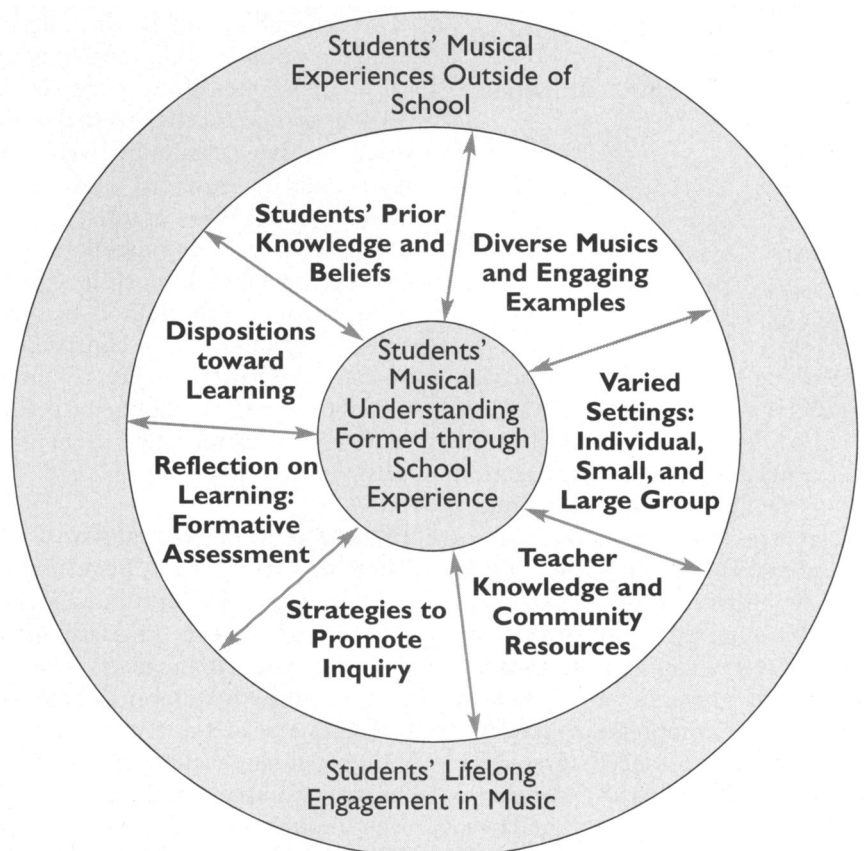 Students’ Musical
Experiences Outside of
School
Students’ Prior
Knowledge and
Beliefs
Diverse Musics
and Engaging
Examples
Dispositions
toward
Learning
Students’
Musical
Understanding
Formed through
School
Experience
Varied
Settings:
Individual,
Small, and
Large Group
Reflection on
Learning:
Formative
Assessment
Teacher
Knowledge and
Community
Resources
Strategies to
Promote
Inquiry
Students’ Lifelong
Engagement in Music